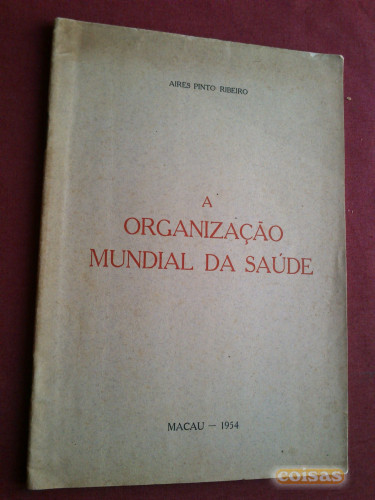 AIRES PINTO RIBEIRO
A
ORGANIZAÇÃO
MUNDIAL DA SAÚDE
MACAU — 1954
coisas